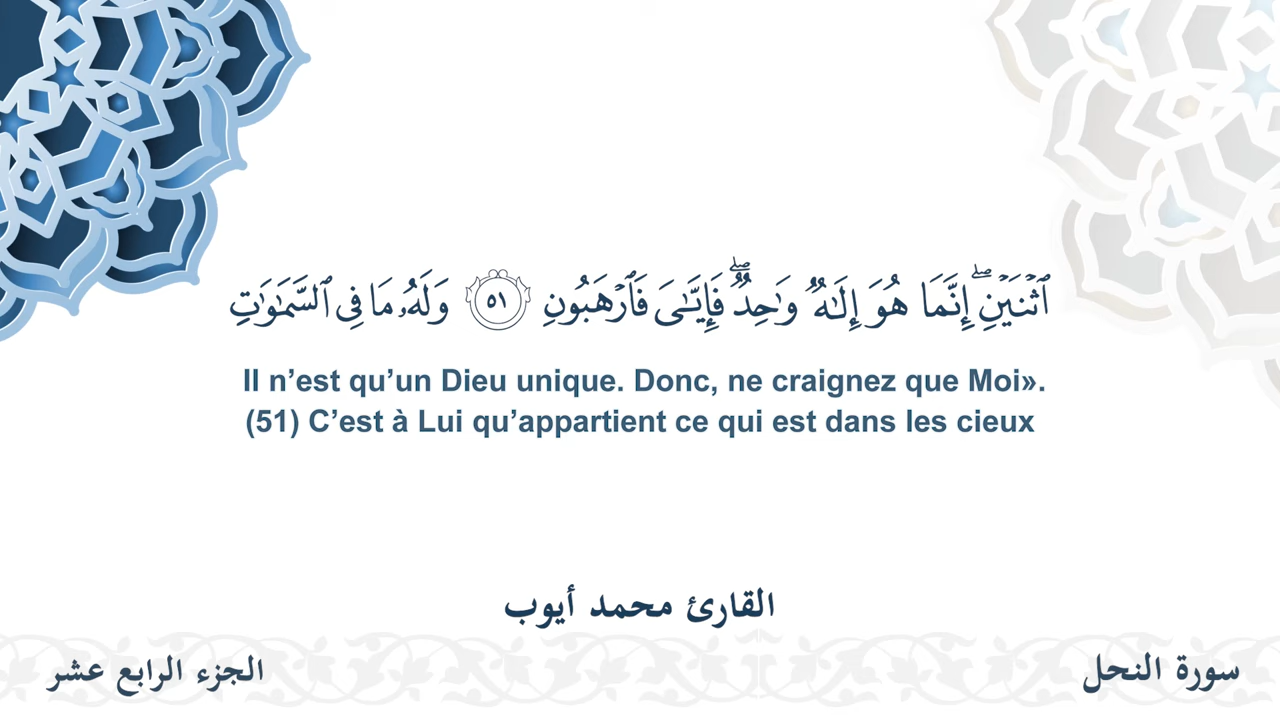 ٱثۡنَيۡنِۖ إِنَّمَا هُوَ إِلَٰهٞ وَٰحِدٞۖ فَإِيَّٰيَ فَٱرۡهَبُونِ ٥١ وَلَهُۥ مَا فِي ٱلسَّمَٰوَٰتِ
Il n’est qu’un Dieu unique. Donc, ne craignez que Moi».
(51) C’est à Lui qu’appartient ce qui est dans les cieux
القارئ محمد أيوب
سورة النحل
الجزء الرابع عشر